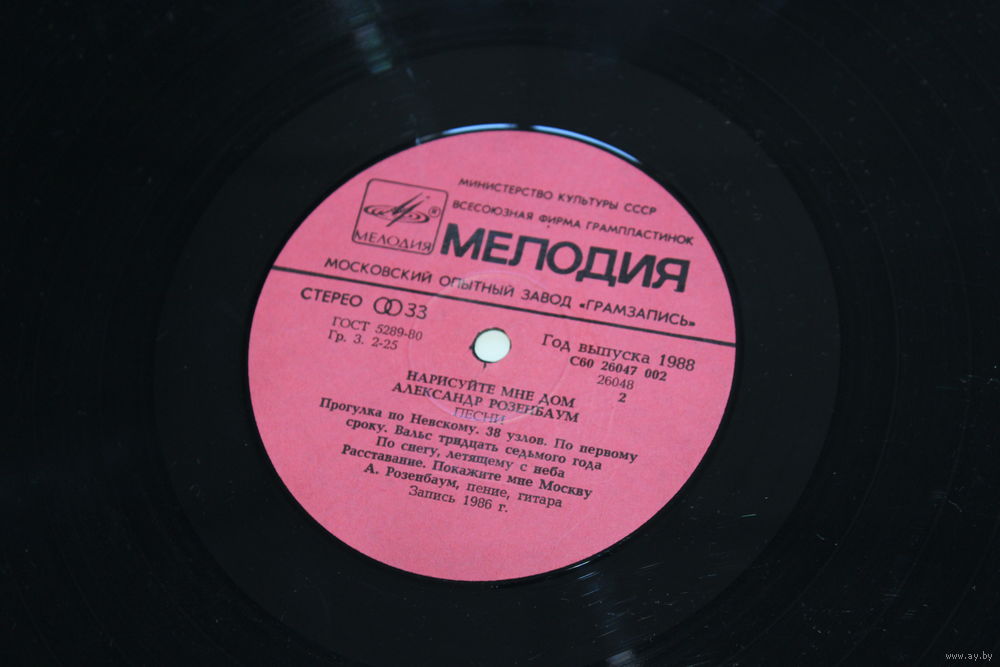 МИНИСТЕРСТВО КУЛЬТУРЫ СССР
ВСЕСОЮЗНАЯ ФИРМА ГРАМПЛАСТИНОК
®
МЕЛОДИЯ
МЕЛОДИЯ
МОСКОВСКИЙ ОПЫТНЫЙ ЗАВОД «ГРАМЗАПИСЬ»
СТЕРЕО 33
ГОСТ 5289-80
Гр. 3. 2-25
Год выпуска 1988
С60 26047 002
26048
2
НАРИСУЙТЕ МНЕ ДОМ
АЛЕКСАНДР РОЗЕНБАУМ
ПЕСНИ
Прогулка по Невскому. 38 узлов. По первому
сроку. Вальс тридцать седьмого года
По снегу, летящему с неба
Расставание. Покажите мне Москву
А. Розенбаум, пение, гитара
Запись 1986 г.
www.ay.by